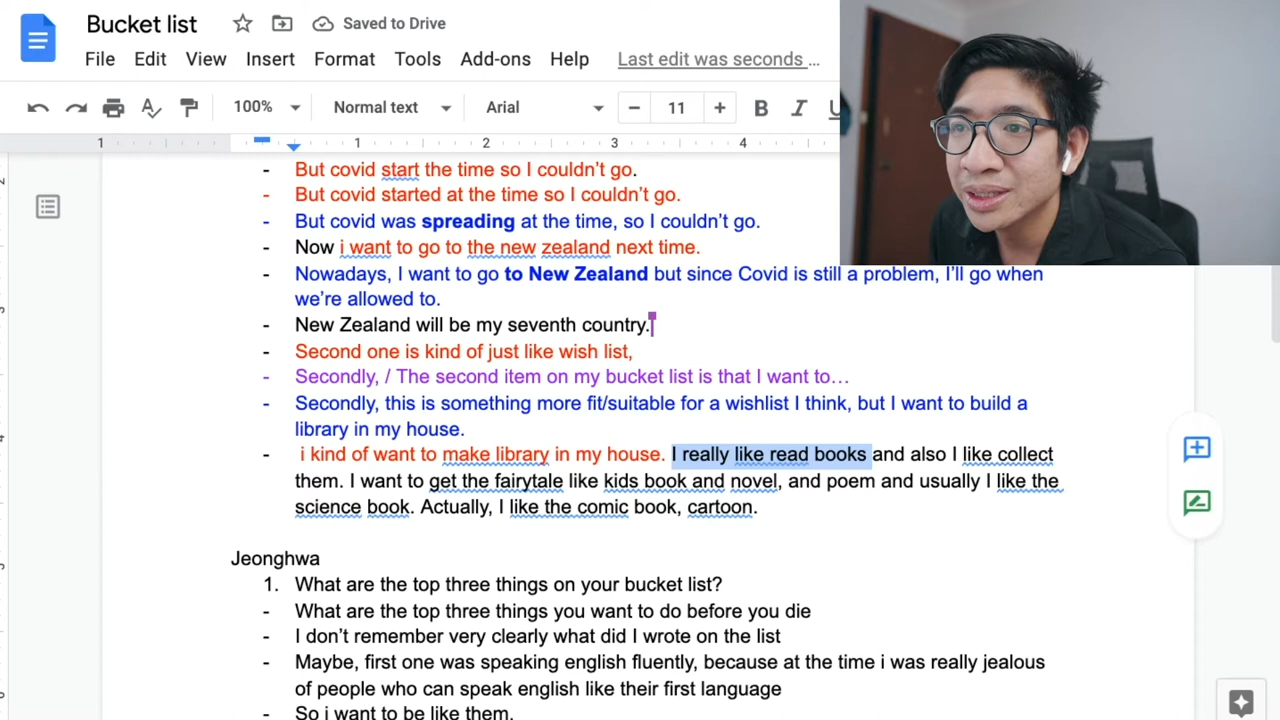 Bucket list
Saved to Drive
File Edit View Insert Format Tools Add-ons Help Last edit was seconds ...
100% Normal text Arial − 11 + B I U
1 1 2 3 4
- But covid start the time so I couldn't go.
- But covid started at the time so I couldn't go.
- But covid was spreading at the time, so I couldn't go.
- Now i want to go to the new zealand next time.
- Nowadays, I want to go to New Zealand but since Covid is still a problem, I'll go when
we're allowed to.
- New Zealand will be my seventh country.
- Second one is kind of just like wish list,
- Secondly, / The second item on my bucket list is that I want to…
- Secondly, this is something more fit/suitable for a wishlist I think, but I want to build a
library in my house.
- i kind of want to make library in my house. I really like read books and also I like collect
them. I want to get the fairytale like kids book and novel, and poem and usually I like the
science book. Actually, I like the comic book, cartoon.
Jeonghwa
1. What are the top three things on your bucket list?
- What are the top three things you want to do before you die
- I don't remember very clearly what did I wrote on the list
- Maybe, first one was speaking english fluently, because at the time i was really jealous
of people who can speak english like their first language
- So i want to be like them.